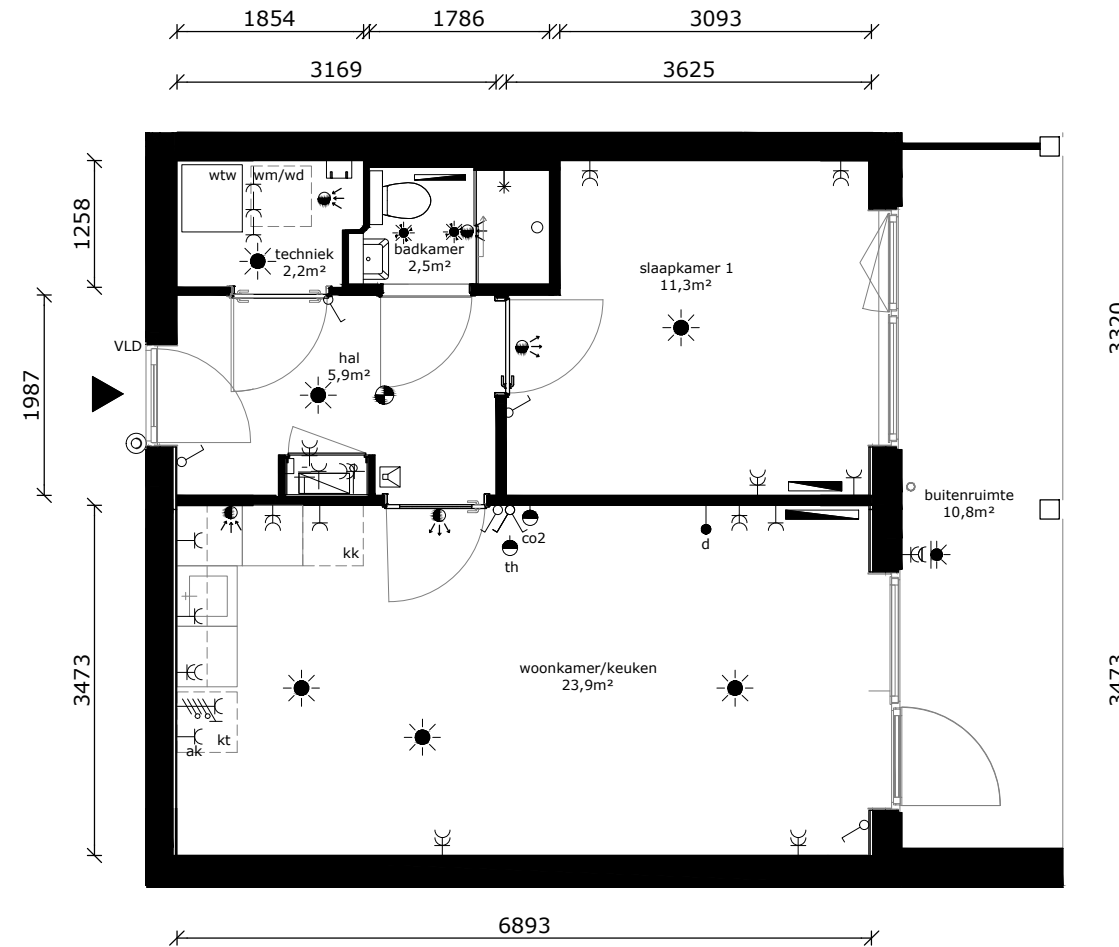 1854 1786 3093
3169 3625
1258
wtw wm/wd
techniek
2,2m²
badkamer
2,5m²
slaapkamer 1
11,3m²
3320
VLD
hal
5,9m²
1987
buitenruimte
10,8m²
kk
co2
th
d
woonkamer/keuken
23,9m²
3473
3473
kt
ak
6893